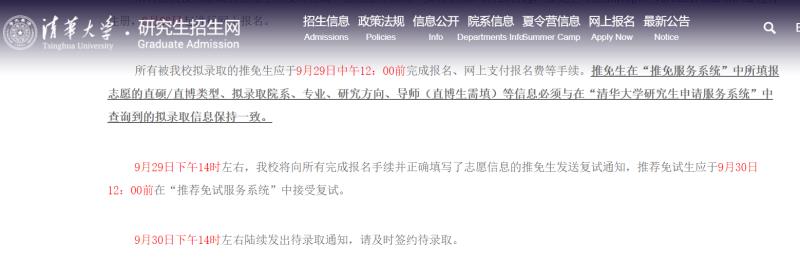 清华大学 · 研究生招生网
Tsinghua University Graduate Admission
招生信息 政策法规 信息公开 院系信息 夏令营信息 网上报名 最新公告
Admissions Policies Info Departments InfoSummer Camp Apply Now News
所有被我校拟录取的推免生应于9月29日中午12：00前完成报名、网上支付报名费等手续。推免生在“推免服务系统”中所填报
志愿的直硕/直博类型、拟录取院系、专业、研究方向、导师（直博生需填）等信息必须与在“清华大学研究生申请服务系统”中
查询到的拟录取信息保持一致。
9月29日下午14时左右，我校将向所有完成报名手续并正确填写了志愿信息的推免生发送复试通知，推荐免试生应于9月30日
12：00前在“推荐免试服务系统”中接受复试。
9月30日下午14时左右陆续发出待录取通知，请及时签约待录取。